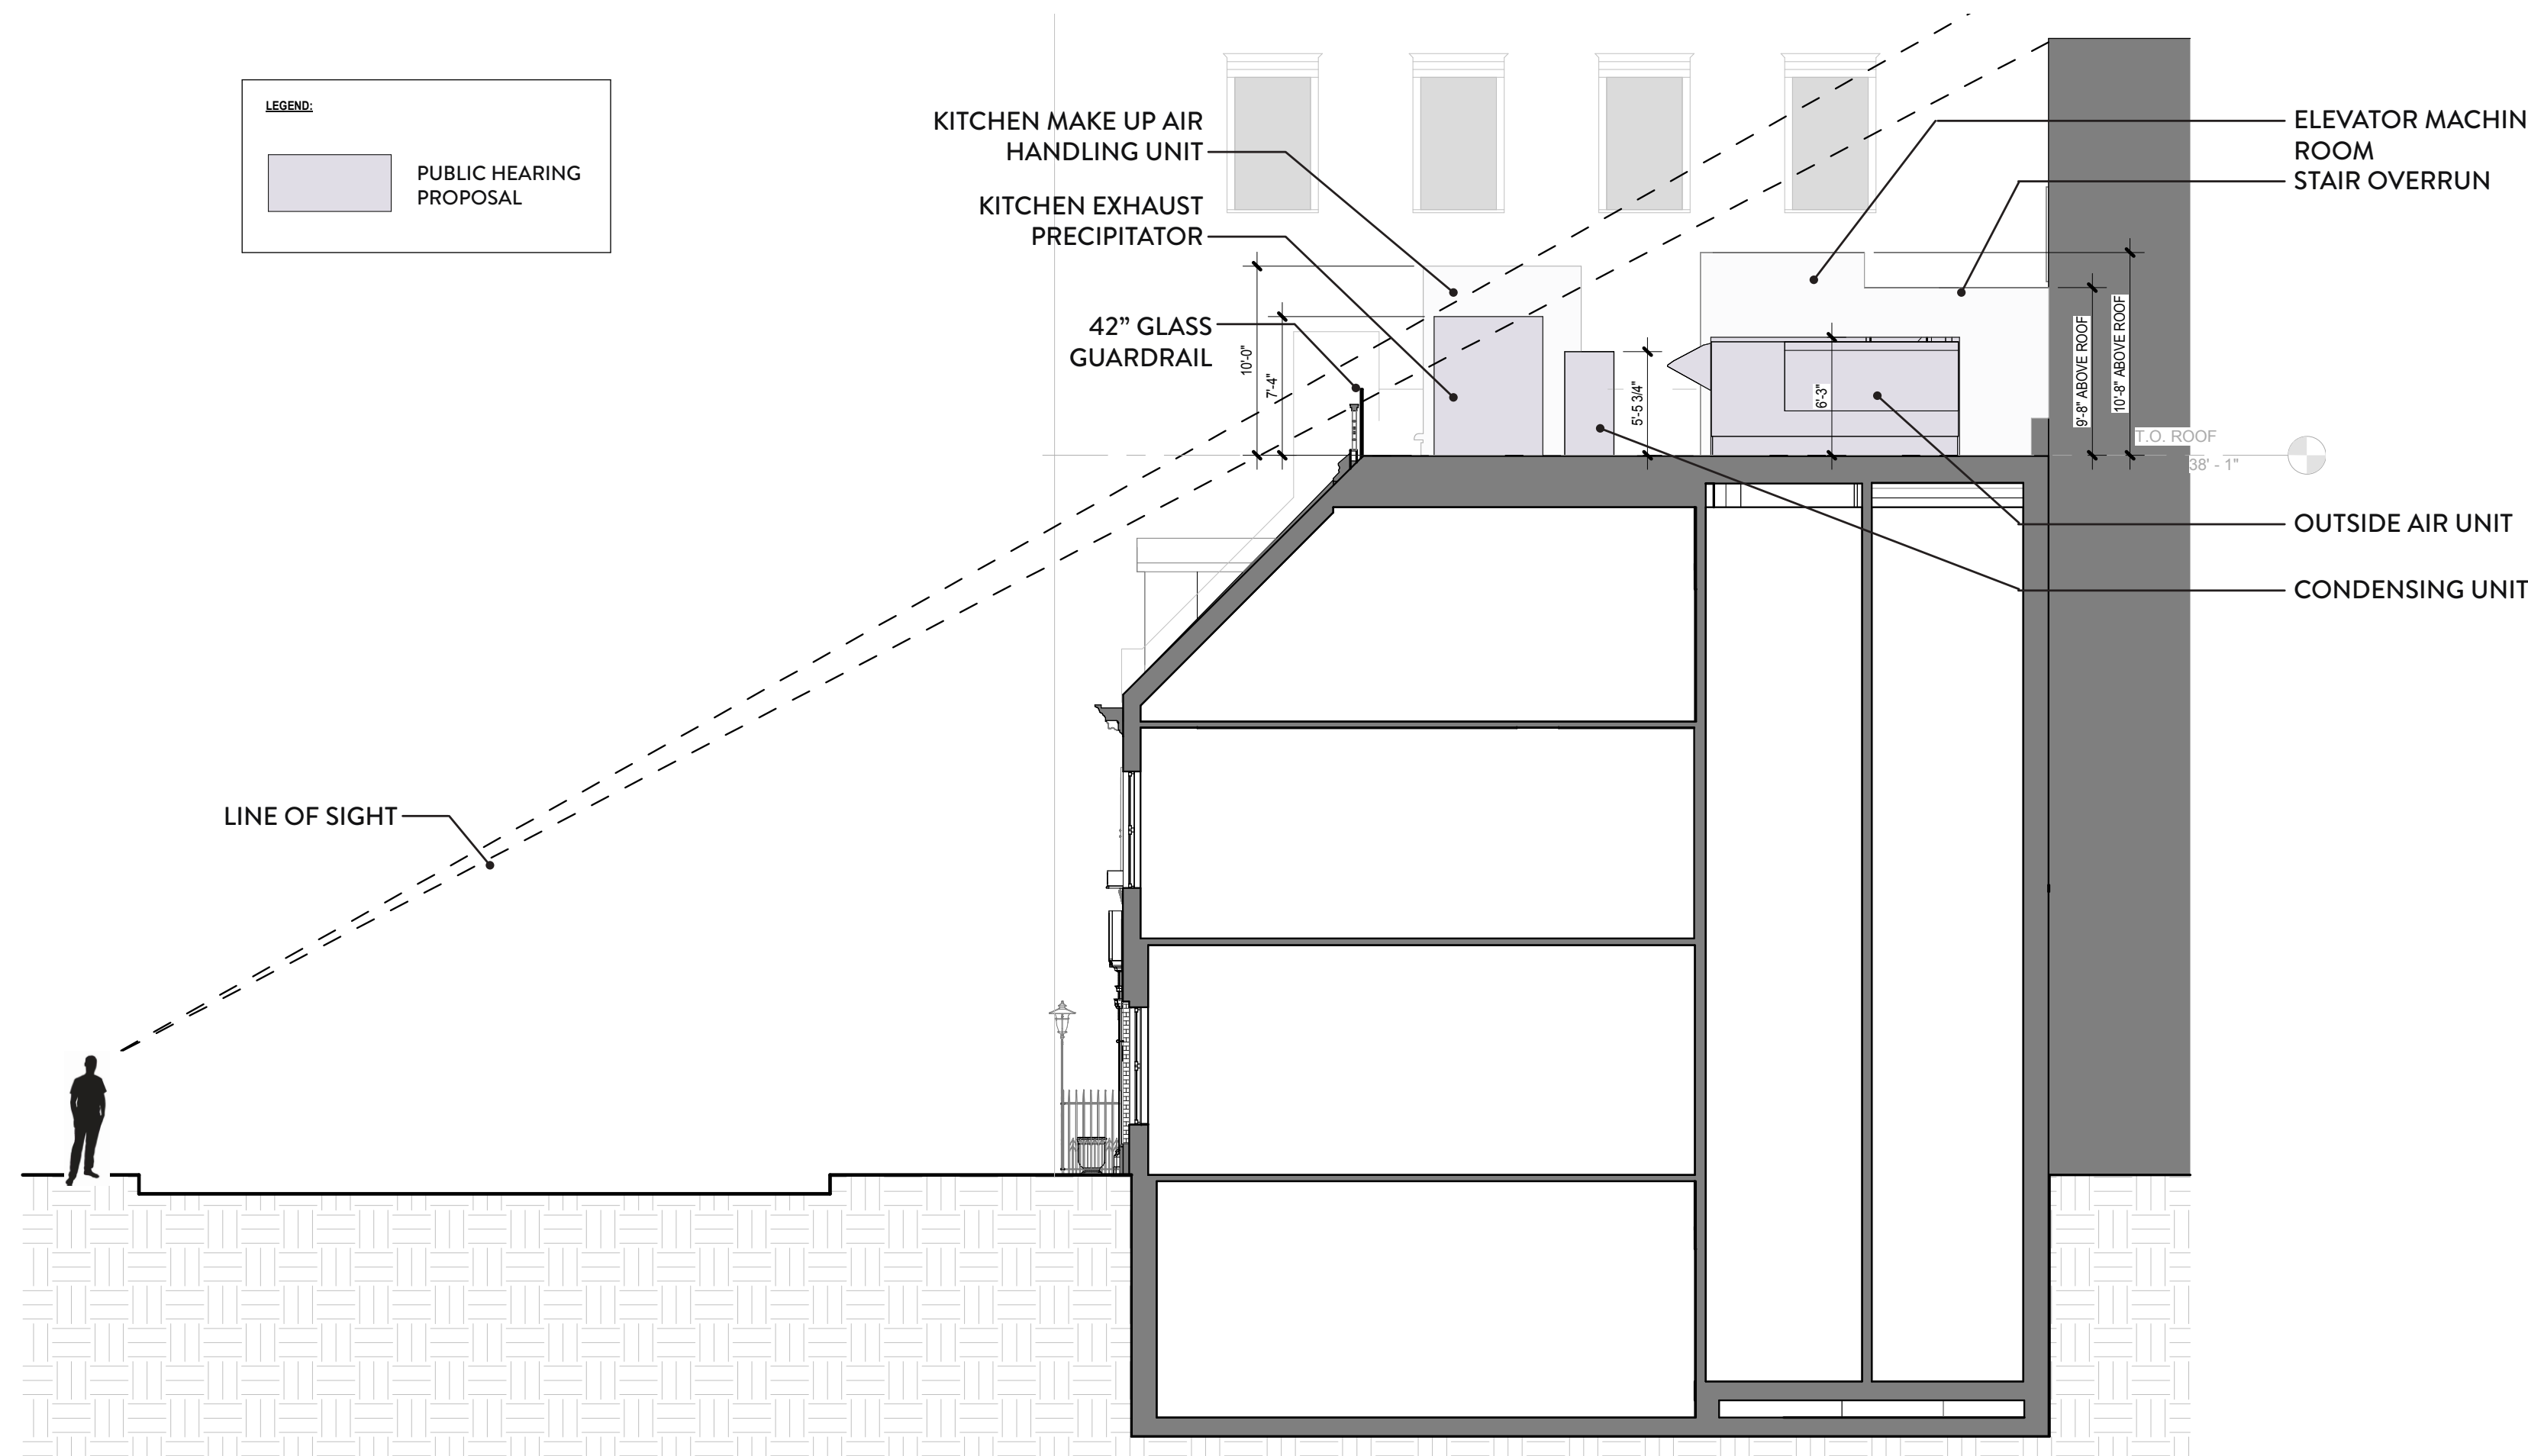 LEGEND:
PUBLIC HEARING
PROPOSAL
KITCHEN MAKE UP AIR
HANDLING UNIT
KITCHEN EXHAUST
PRECIPITATOR
42” GLASS
GUARDRAIL
10'-0"
7'-4"
5'-5 3/4"
6'-3"
9'-8" ABOVE ROOF
10'-8" ABOVE ROOF
ELEVATOR MACHIN
ROOM
STAIR OVERRUN
T.O. ROOF
38' - 1"
OUTSIDE AIR UNIT
CONDENSING UNIT
LINE OF SIGHT